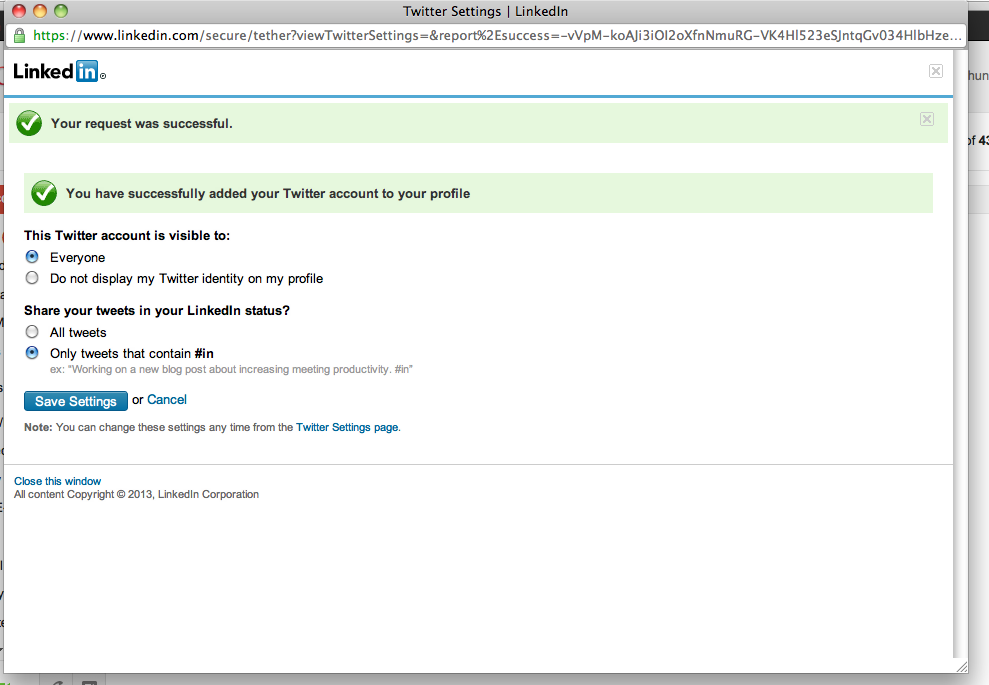 Twitter Settings | LinkedIn
https://www.linkedin.com/secure/tether?viewTwitterSettings=&report%2Esuccess=-vVpM-koAJi3iOl2oXfnNmuRG-VK4Hl523eSJntqGv034HlbHze...
Linked in
Your request was successful.
of 43
You have successfully added your Twitter account to your profile
This Twitter account is visible to:
Everyone
Do not display my Twitter identity on my profile
Share your tweets in your LinkedIn status?
All tweets
Only tweets that contain #in
ex: "Working on a new blog post about increasing meeting productivity. #in"
Save Settings or Cancel
Note: You can change these settings any time from the Twitter Settings page.
Close this window
All content Copyright © 2013, LinkedIn Corporation